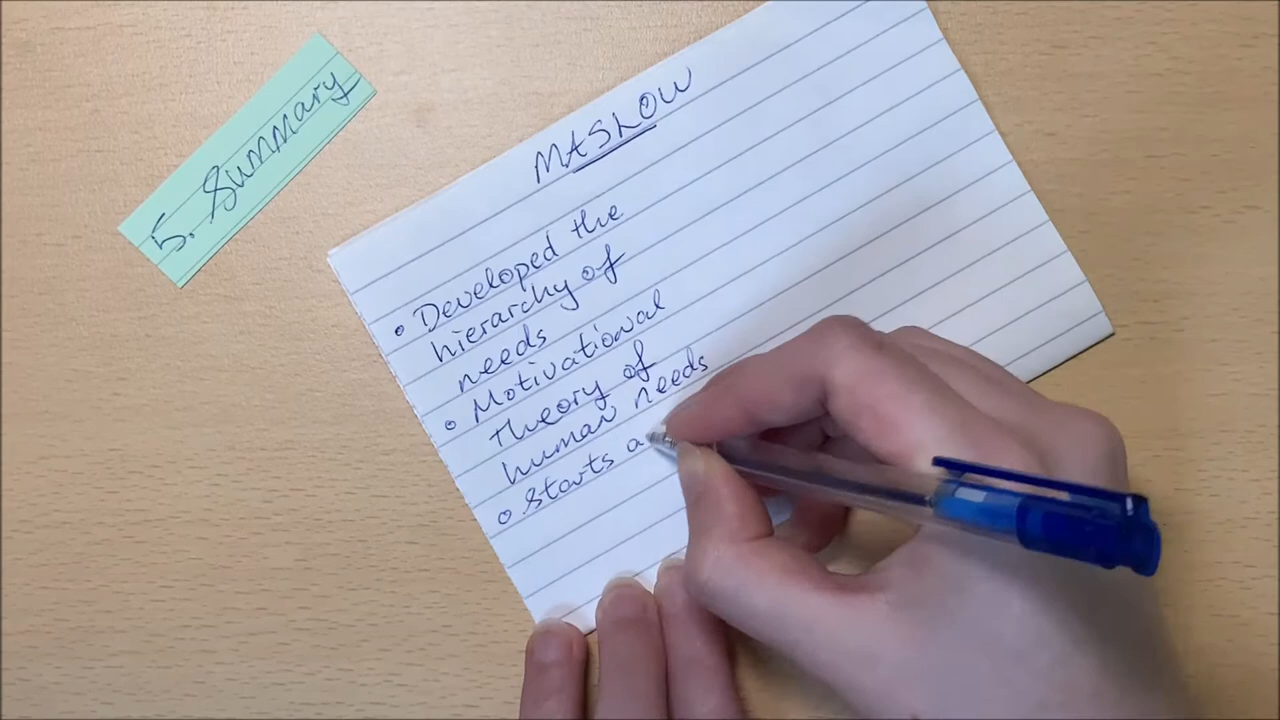 5. Summary
MASLOW
• Developed the
hierarchy of
needs
• Motivational
theory of
human needs
• Starts a